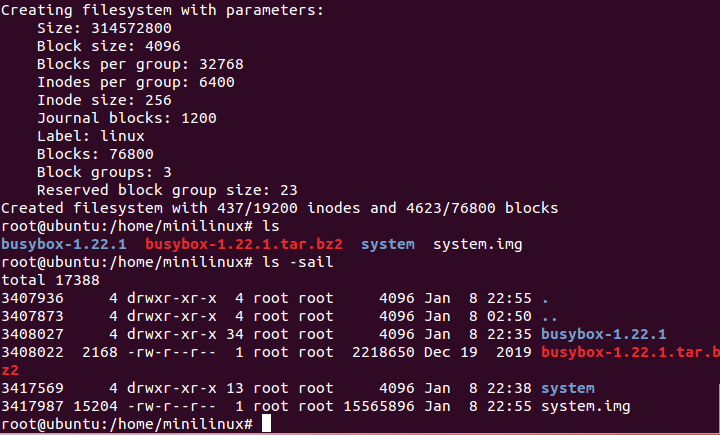 Creating filesystem with parameters:
    Size: 314572800
    Block size: 4096
    Blocks per group: 32768
    Inodes per group: 6400
    Inode size: 256
    Journal blocks: 1200
    Label: linux
    Blocks: 76800
    Block groups: 3
    Reserved block group size: 23
Created filesystem with 437/19200 inodes and 4623/76800 blocks
root@ubuntu:/home/minilinux# ls
busybox-1.22.1  busybox-1.22.1.tar.bz2  system  system.img
root@ubuntu:/home/minilinux# ls -sail
total 17388
3407936     4 drwxr-xr-x  4 root root     4096 Jan  8 22:55 .
3407873     4 drwxr-xr-x  4 root root     4096 Jan  8 02:50 ..
3408027     4 drwxr-xr-x 34 root root     4096 Jan  8 22:35 busybox-1.22.1
3408022  2168 -rw-r--r--  1 root root  2218650 Dec 19  2019 busybox-1.22.1.tar.b
z2
3417569     4 drwxr-xr-x 13 root root     4096 Jan  8 22:38 system
3417987 15204 -rw-r--r--  1 root root 15565896 Jan  8 22:55 system.img
root@ubuntu:/home/minilinux#